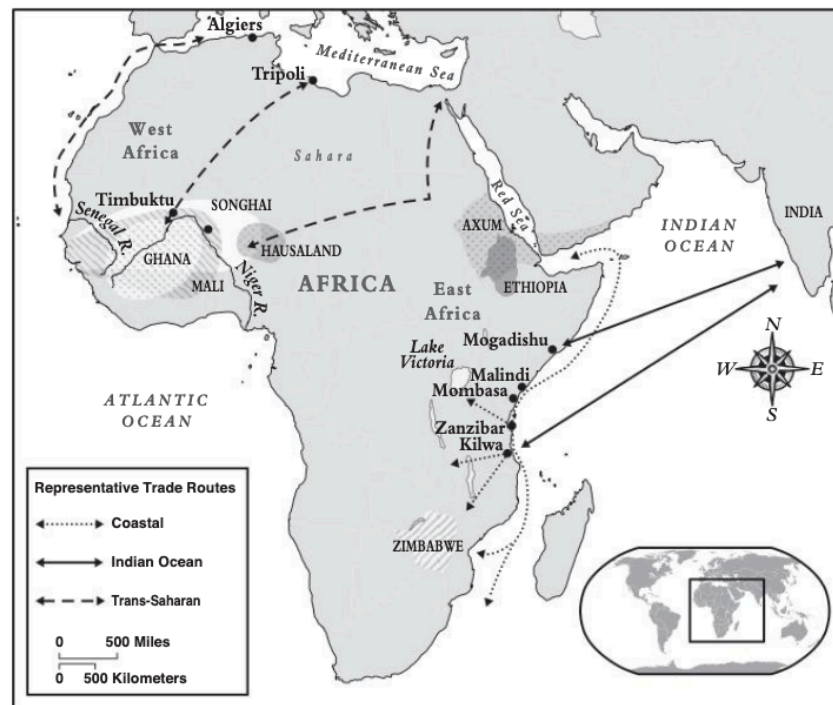 Algiers
Mediterranean Sea
Tripoli
West
Africa
Sahara
Timbuktu
SONGHAI
Senegal R.
Red Sea
AXUM
INDIA
INDIAN
OCEAN
GHANA
HAUSALAND
MALI
Niger R.
AFRICA
ETHIOPIA
East
Africa
Mogadishu
Lake
Victoria
Malindi
Mombasa
N
W
E
S
ATLANTIC
OCEAN
Zanzibar
Kilwa
ZIMBABWE
Representative Trade Routes
Coastal
Indian Ocean
Trans-Saharan
0 500 Miles
0 500 Kilometers